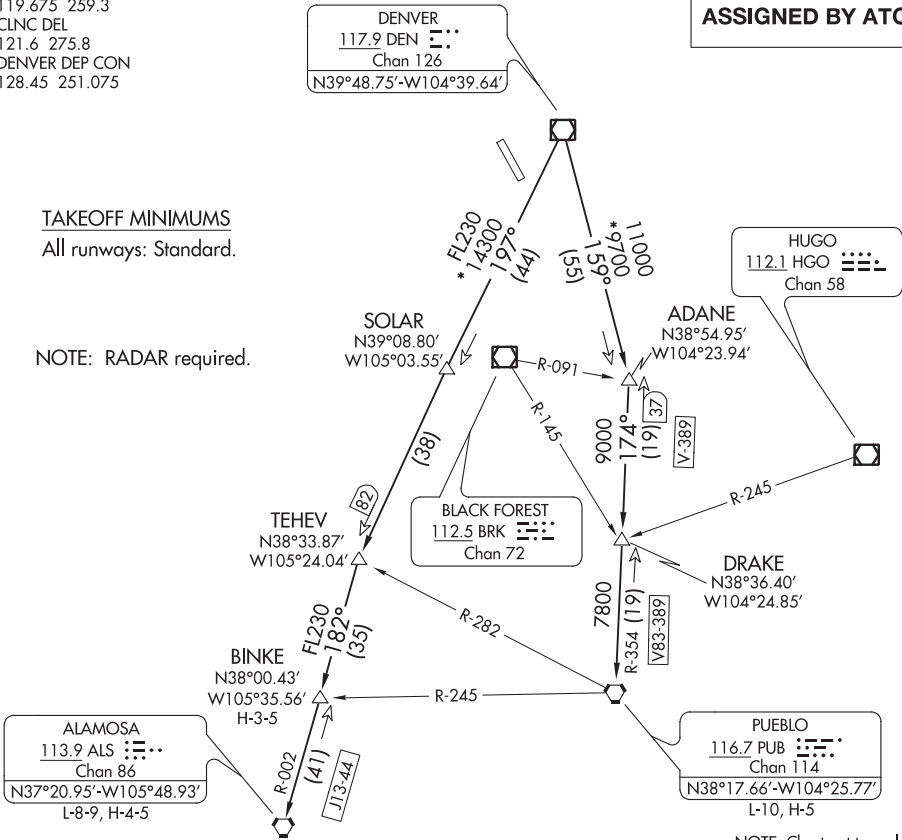 119.675 259.3
CLNC DEL
121.6 275.8
DENVER DEP CON
128.45 251.075
ASSIGNED BY ATC
DENVER
117.9 DEN
Chan 126
N39°48.75'-W104°39.64'
TAKEOFF MINIMUMS
All runways: Standard.
NOTE: RADAR required.
FL230
*14300
197°
(44)
11000
*9700
159°
(55)
HUGO
112.1 HGO
Chan 58
SOLAR
N39°08.80'
W105°03.55'
ADANE
N38°54.95'
W104°23.94'
R-091
R-145
37
9000
174°
(19)
V-389
(38)
82
R-245
BLACK FOREST
112.5 BRK
Chan 72
TEHEV
N38°33.87'
W105°24.04'
DRAKE
N38°36.40'
W104°24.85'
R-282
7800
R-354 (19)
V83-389
FL230
182°
(35)
BINKE
N38°00.43'
W105°35.56'
H-3-5
R-245
ALAMOSA
113.9 ALS
Chan 86
N37°20.95'-W105°48.93'
L-8-9, H-4-5
R-002
(41)
J13-44
PUEBLO
116.7 PUB
Chan 114
N38°17.66'-W104°25.77'
L-10, H-5